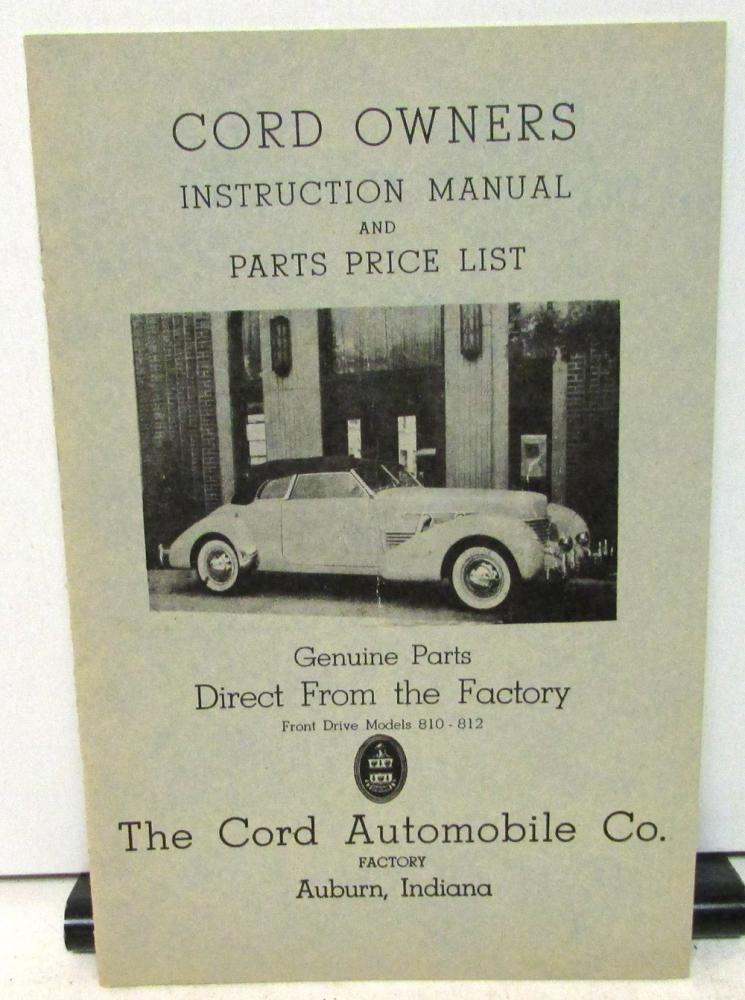 CORD OWNERS
INSTRUCTION MANUAL
AND
PARTS PRICE LIST
Genuine Parts
Direct From the Factory
Front Drive Models 810 - 812
The Cord Automobile Co.
FACTORY
Auburn, Indiana